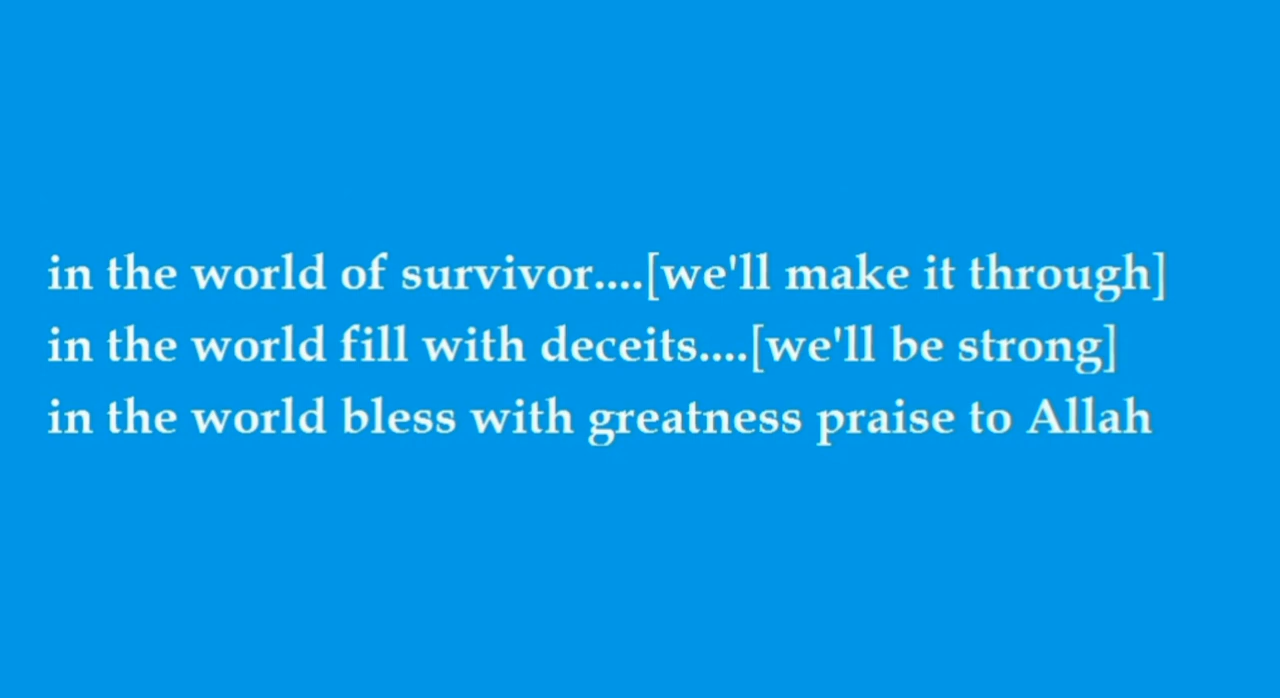 in the world of survivor....[we'll make it through]
in the world fill with deceits....[we'll be strong]
in the world bless with greatness praise to Allah